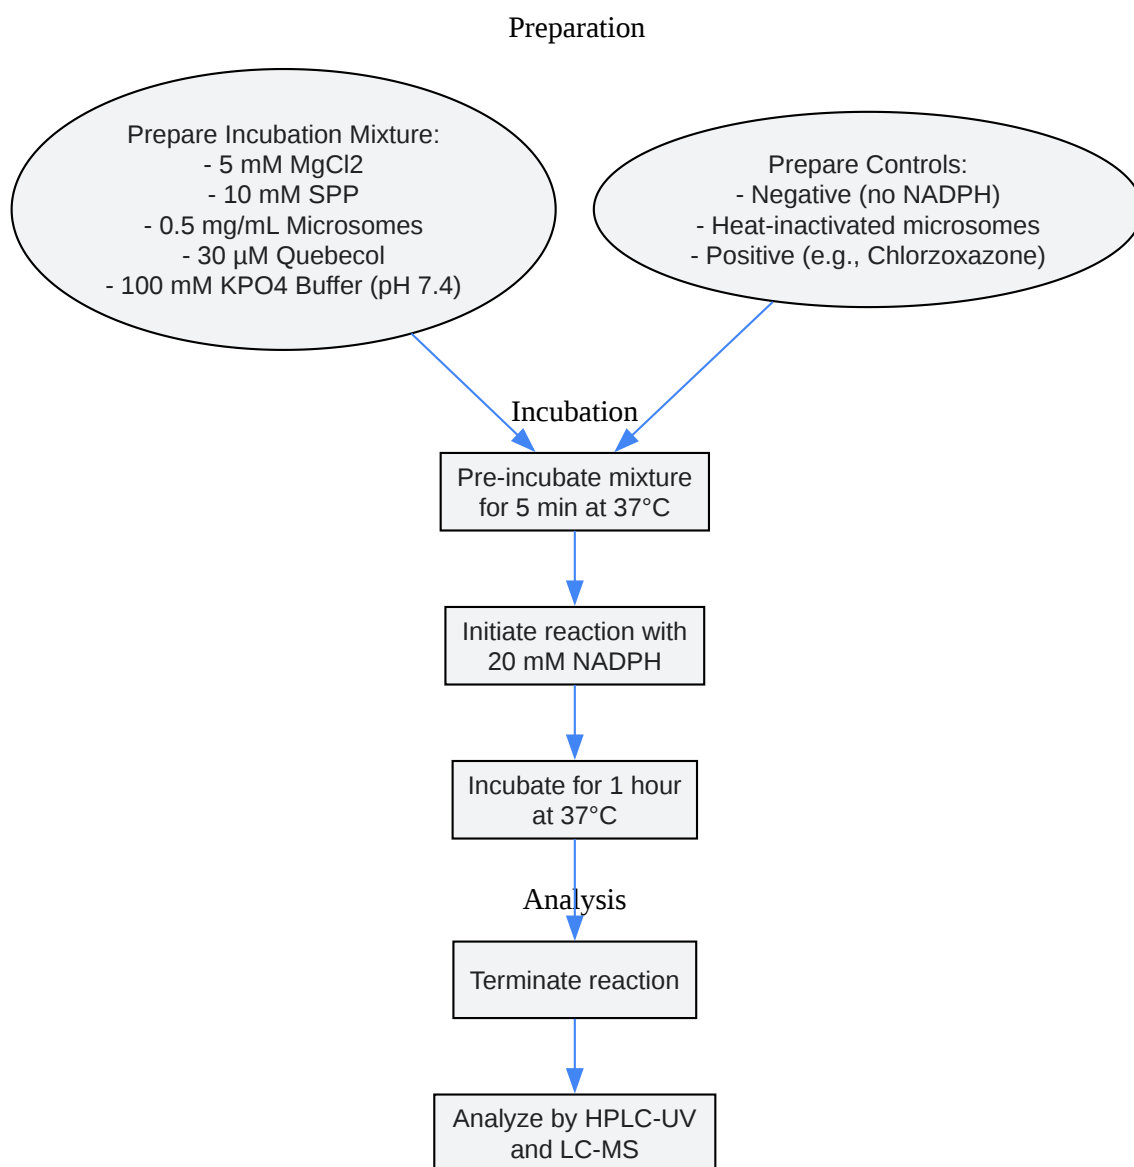 Preparation
Prepare Incubation Mixture:
- 5 mM MgCl2
- 10 mM SPP
- 0.5 mg/mL Microsomes
- 30 µM Quebecol
- 100 mM KPO4 Buffer (pH 7.4)
Prepare Controls:
- Negative (no NADPH)
- Heat-inactivated microsomes
- Positive (e.g., Chlorzoxazone)
Incubation
Pre-incubate mixture
for 5 min at 37°C
Initiate reaction with
20 mM NADPH
Incubate for 1 hour
at 37°C
Analysis
Terminate reaction
Analyze by HPLC-UV
and LC-MS